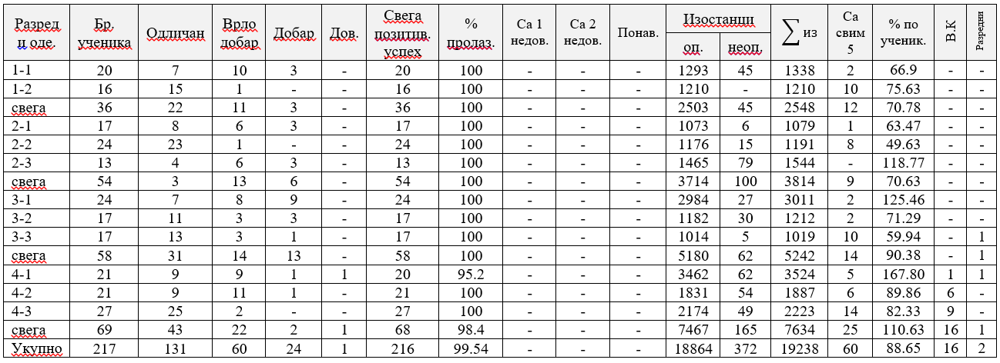 Разред и оде. | Бр. ученика | Одличан | Врло добар | Добар | Дов. | Свега позитив. успех | % пролаз. | Са 1 недов. | Са 2 недов. | Понав. | Изостанци оп. | Изостанци неоп. | ∑ из | Са свим 5 | % по ученик. | В.К | Разредни
1-1 | 20 | 7 | 10 | 3 | - | 20 | 100 | - | - | - | 1293 | 45 | 1338 | 2 | 66.9 | - | -
1-2 | 16 | 15 | 1 | - | - | 16 | 100 | - | - | - | 1210 | - | 1210 | 10 | 75.63 | - | -
свега | 36 | 22 | 11 | 3 | - | 36 | 100 | - | - | - | 2503 | 45 | 2548 | 12 | 70.78 | - | -
2-1 | 17 | 8 | 6 | 3 | - | 17 | 100 | - | - | - | 1073 | 6 | 1079 | 1 | 63.47 | - | -
2-2 | 24 | 23 | 1 | - | - | 24 | 100 | - | - | - | 1176 | 15 | 1191 | 8 | 49.63 | - | -
2-3 | 13 | 4 | 6 | 3 | - | 13 | 100 | - | - | - | 1465 | 79 | 1544 | - | 118.77 | - | -
свега | 54 | 3 | 13 | 6 | - | 54 | 100 | - | - | - | 3714 | 100 | 3814 | 9 | 70.63 | - | -
3-1 | 24 | 7 | 8 | 9 | - | 24 | 100 | - | - | - | 2984 | 27 | 3011 | 2 | 125.46 | - | -
3-2 | 17 | 11 | 3 | 3 | - | 17 | 100 | - | - | - | 1182 | 30 | 1212 | 2 | 71.29 | - | -
3-3 | 17 | 13 | 3 | 1 | - | 17 | 100 | - | - | - | 1014 | 5 | 1019 | 10 | 59.94 | - | 1
свега | 58 | 31 | 14 | 13 | - | 58 | 100 | - | - | - | 5180 | 62 | 5242 | 14 | 90.38 | - | 1
4-1 | 21 | 9 | 9 | 1 | 1 | 20 | 95.2 | - | - | - | 3462 | 62 | 3524 | 5 | 167.80 | 1 | 1
4-2 | 21 | 9 | 11 | 1 | - | 21 | 100 | - | - | - | 1831 | 54 | 1887 | 6 | 89.86 | 6 | -
4-3 | 27 | 25 | 2 | - | - | 27 | 100 | - | - | - | 2174 | 49 | 2223 | 14 | 82.33 | 9 | -
свега | 69 | 43 | 22 | 2 | 1 | 68 | 98.4 | - | - | - | 7467 | 165 | 7634 | 25 | 110.63 | 16 | 1
Укупно | 217 | 131 | 60 | 24 | 1 | 216 | 99.54 | - | - | - | 18864 | 372 | 19238 | 60 | 88.65 | 16 | 2